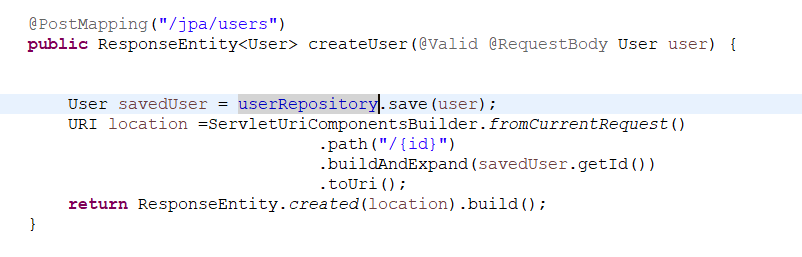 @PostMapping("/jpa/users")
public ResponseEntity<User> createUser(@Valid @RequestBody User user) {
User savedUser = userRepository.save(user);
URI location =ServletUriComponentsBuilder.fromCurrentRequest()
.path("/{id}")
.buildAndExpand(savedUser.getId())
.toUri();
return ResponseEntity.created(location).build();
}